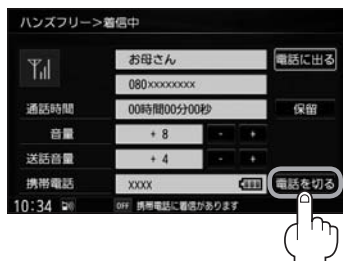 ハンズフリー＞着信中
お母さん
電話に出る
080×××××××
通話時間
00時間00分00秒
保留
音量
+ 8
- +
送話音量
+ 4
- +
携帯電話
XXXX
電話を切る
10:34
OFF 携帯電話に着信があります